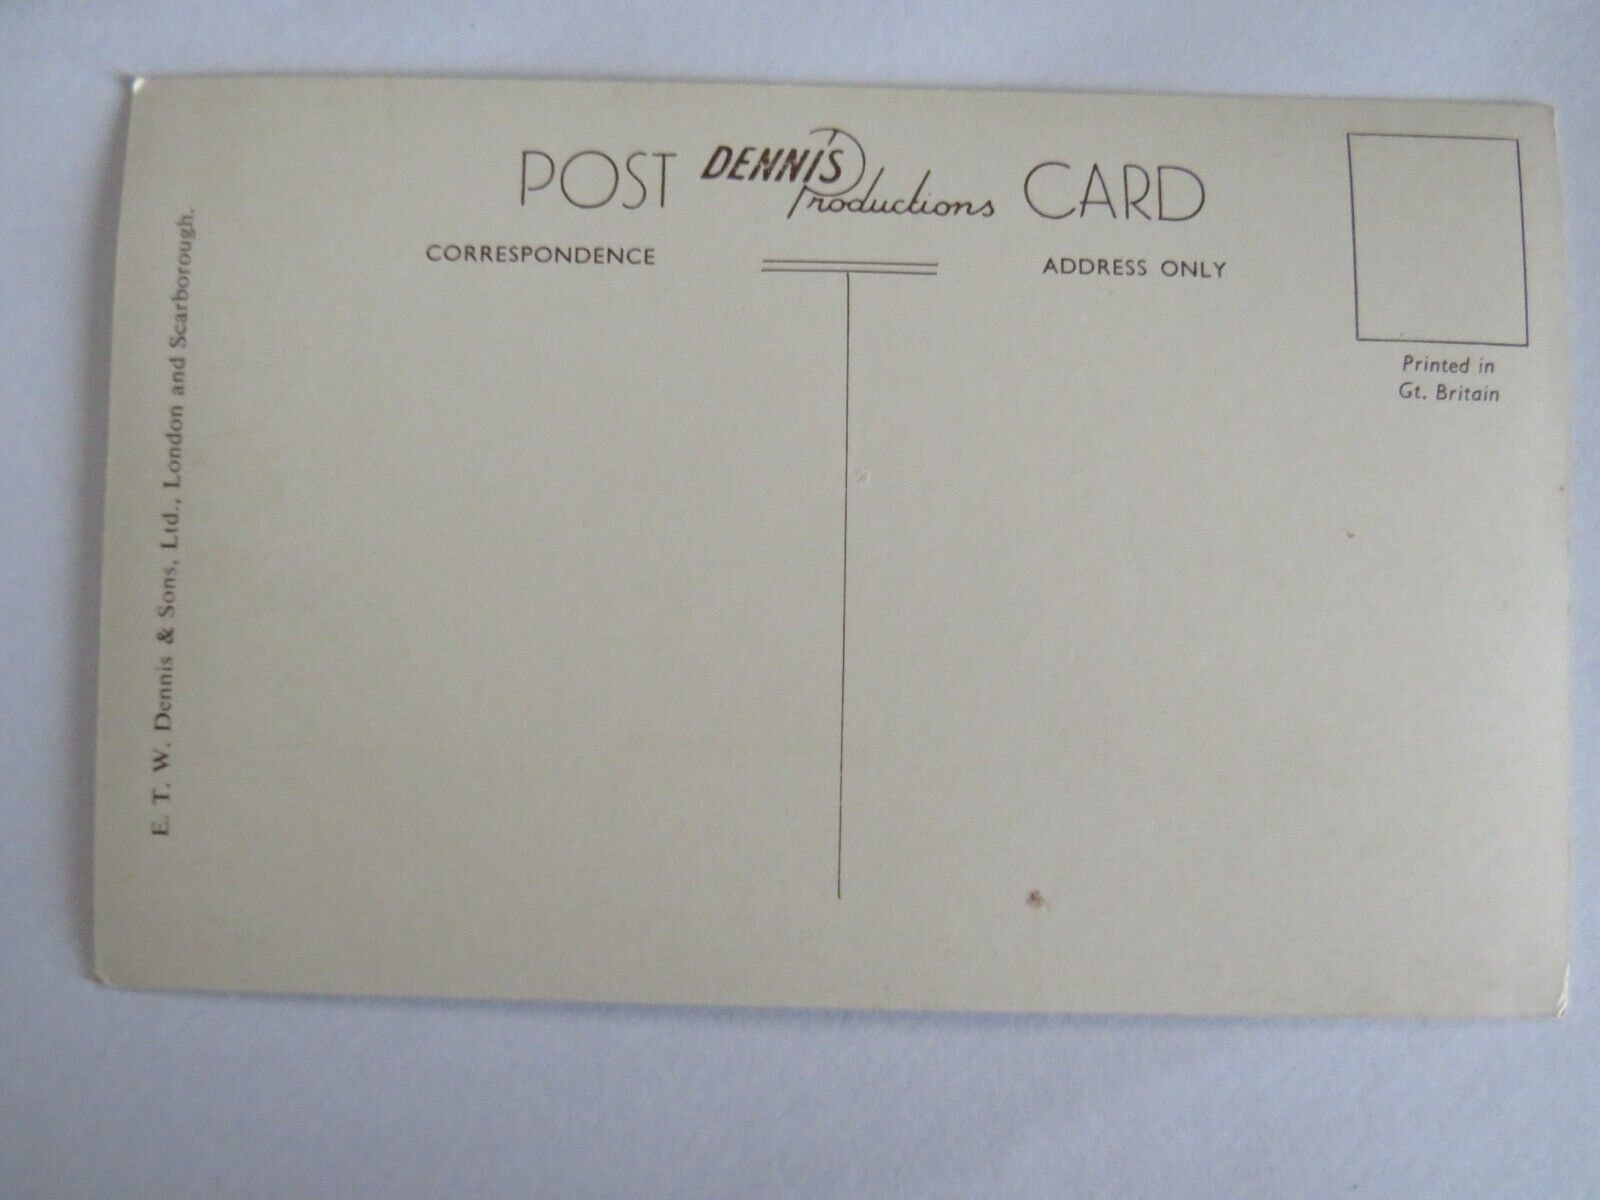 POST DENNIS Productions CARD
CORRESPONDENCE
ADDRESS ONLY
Printed in
Gt. Britain
E. T. W. Dennis & Sons, Ltd., London and Scarborough.